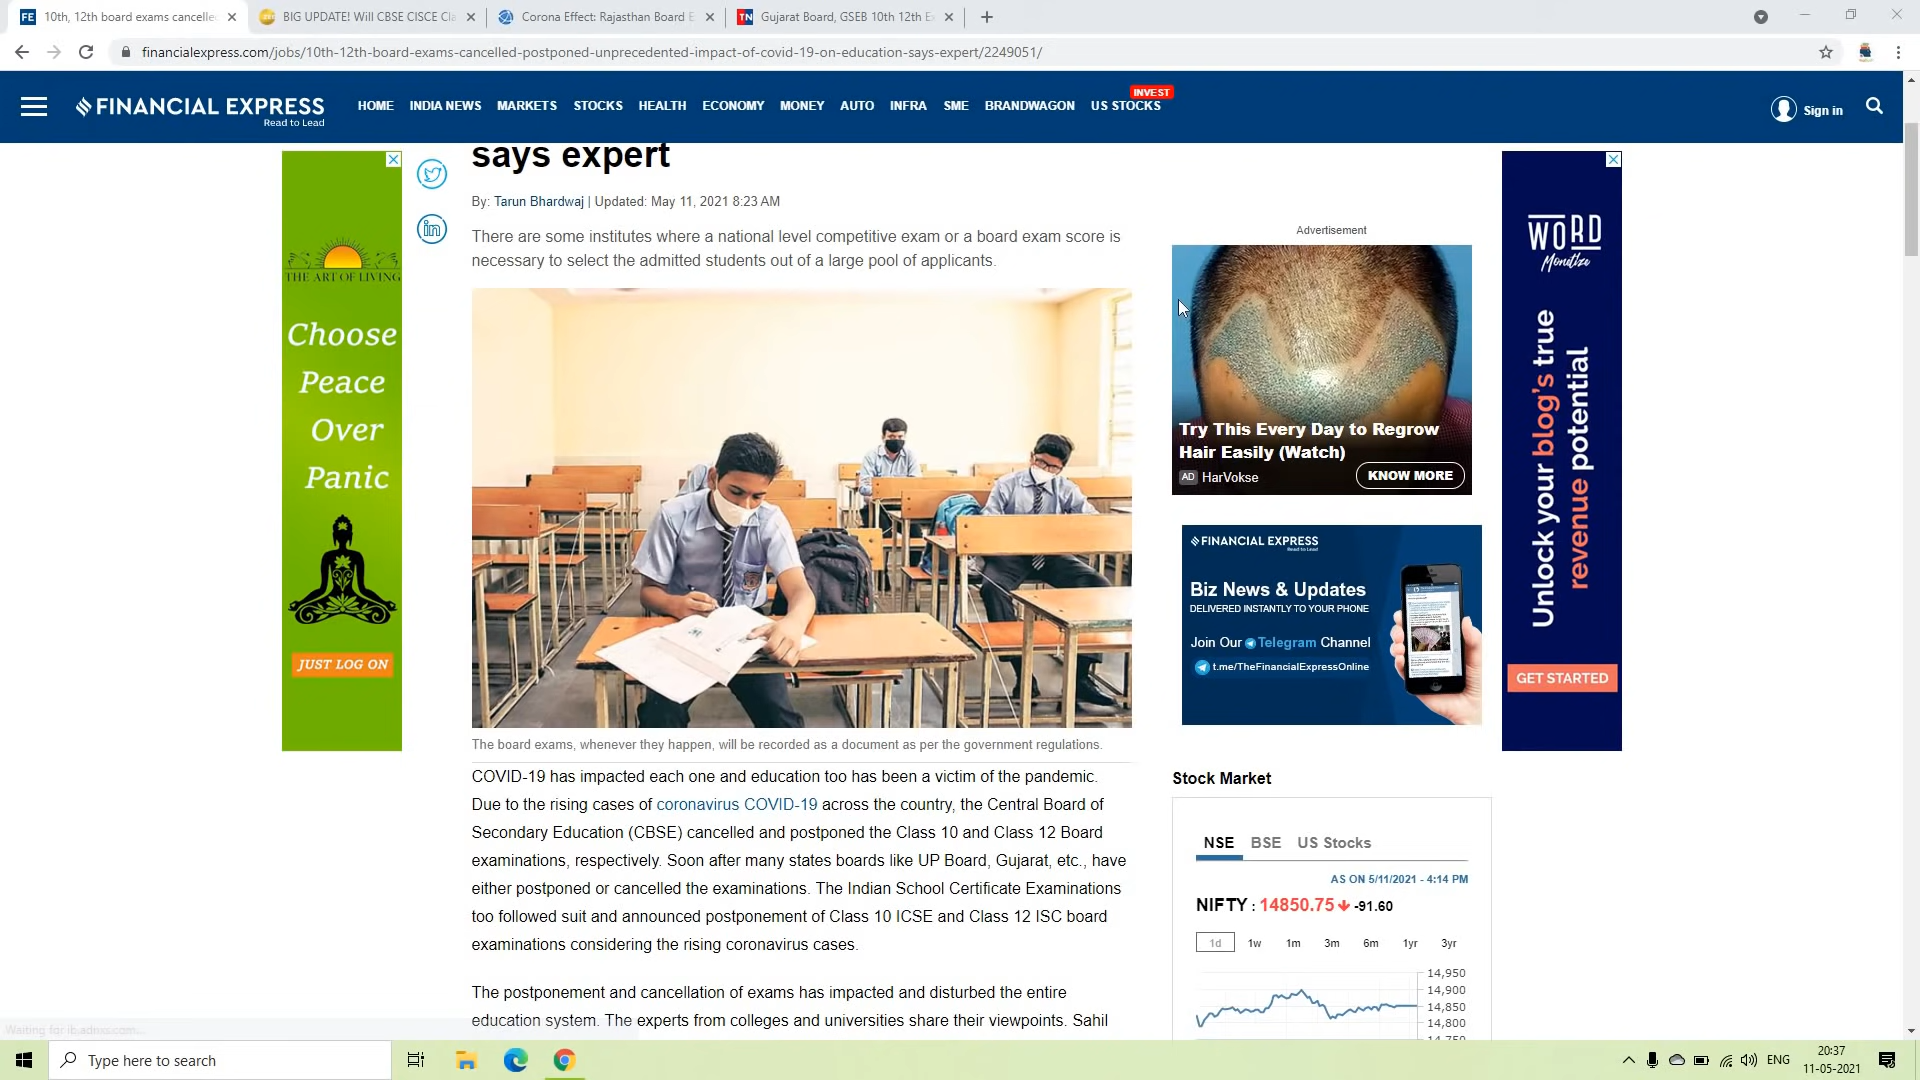 10th, 12th board exams cancelle
BIG UPDATE! Will CBSE CISCE Cla
Corona Effect: Rajasthan Board E
TN
Gujarat Board, GSEB 10th 12th E
FE
financialexpress.com/jobs/10th-12th-board-exams-cancelled-postponed-unprecedented-impact-of-covid-19-on-education-says-expert/2249051/
FINANCIAL EXPRESS
Read to Lead
HOME INDIA NEWS MARKETS STOCKS HEALTH ECONOMY MONEY AUTO INFRA SME BRANDWAGON US STOCKS
INVEST
Sign in
says expert
By: Tarun Bhardwaj | Updated: May 11, 2021 8:23 AM
There are some institutes where a national level competitive exam or a board exam score is
necessary to select the admitted students out of a large pool of applicants.
THE ART OF LIVING
Choose
Peace
Over
Panic
JUST LOG ON
The board exams, whenever they happen, will be recorded as a document as per the government regulations.
COVID-19 has impacted each one and education too has been a victim of the pandemic.
Due to the rising cases of coronavirus COVID-19 across the country, the Central Board of
Secondary Education (CBSE) cancelled and postponed the Class 10 and Class 12 Board
examinations, respectively. Soon after many states boards like UP Board, Gujarat, etc., have
either postponed or cancelled the examinations. The Indian School Certificate Examinations
too followed suit and announced postponement of Class 10 ICSE and Class 12 ISC board
examinations considering the rising coronavirus cases.
The postponement and cancellation of exams has impacted and disturbed the entire
education system. The experts from colleges and universities share their viewpoints. Sahil
Advertisement
Try This Every Day to Regrow
Hair Easily (Watch)
AD HarVokse
KNOW MORE
FINANCIAL EXPRESS
Read to Lead
Biz News & Updates
DELIVERED INSTANTLY TO YOUR PHONE
Join Our Telegram Channel
t.me/TheFinancialExpressOnline
WORD
Monetize
Unlock your blog's true
revenue potential
GET STARTED
Stock Market
NSE BSE US Stocks
AS ON 5/11/2021 - 4:14 PM
NIFTY : 14850.75 -91.60
1d 1w 1m 3m 6m 1yr 3yr
14,950
14,900
14,850
14,800
Waiting for ib.adnxs.com...
Type here to search
ENG
20:37
11-05-2021